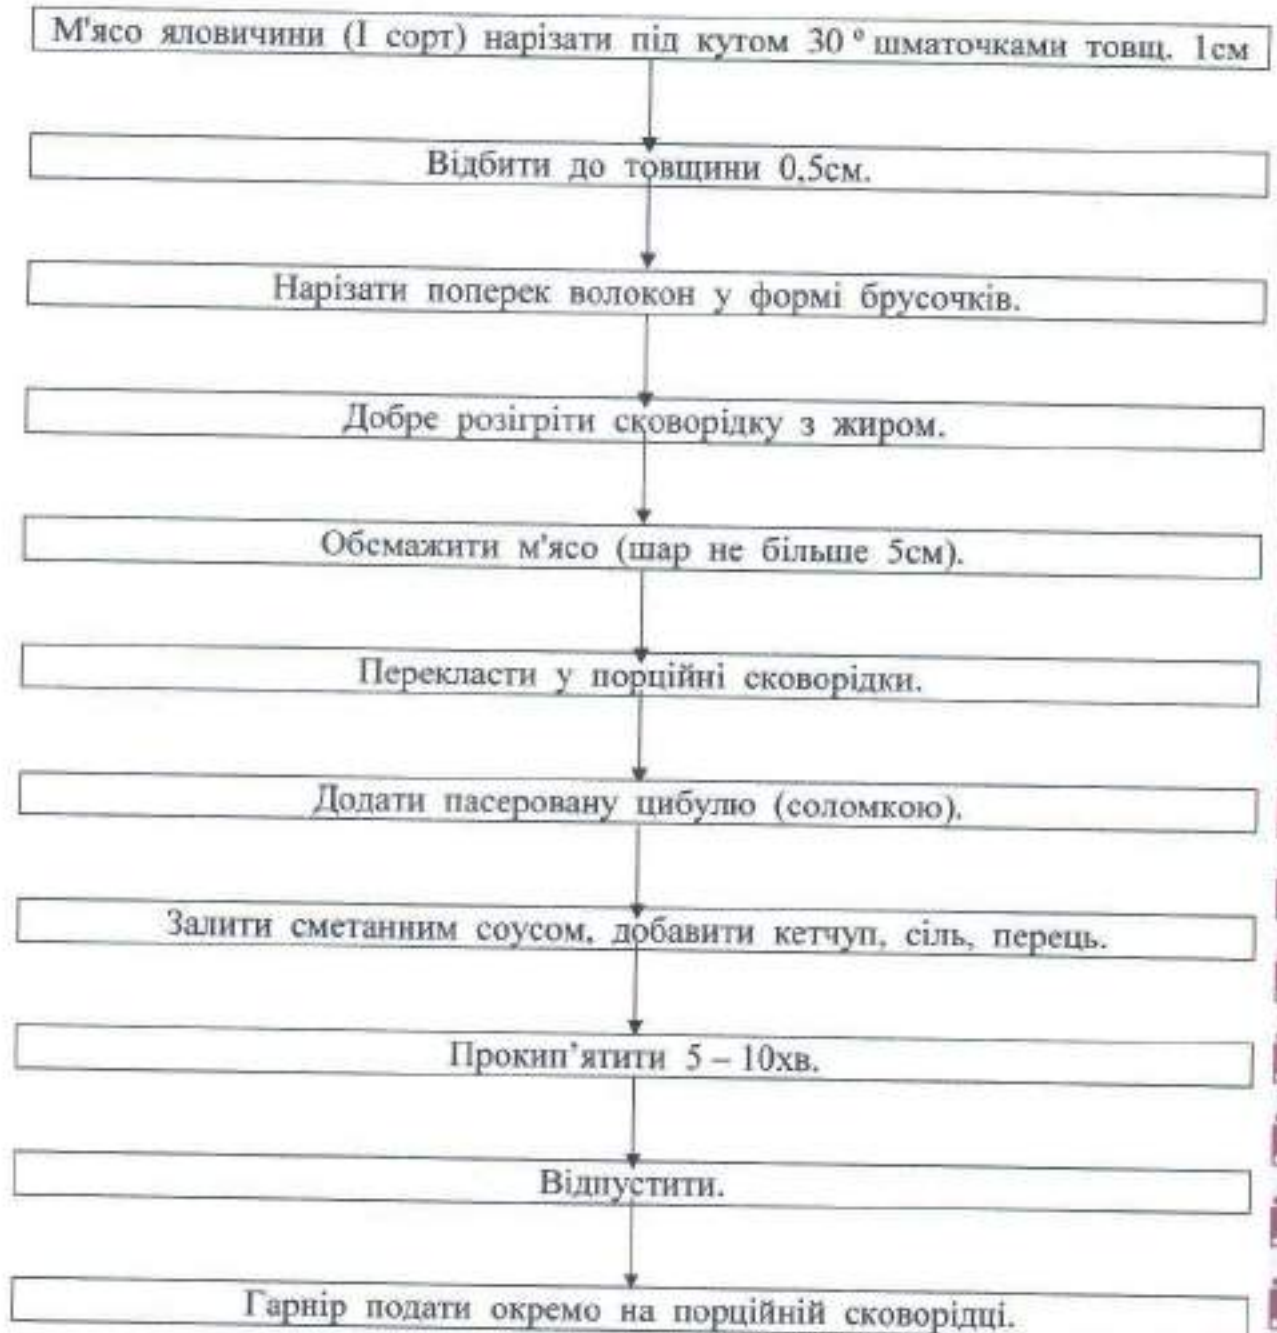 М'ясо яловичини (І сорт) нарізати під кутом 30 ° шматочками товщ. 1см
Відбити до товщини 0,5см.
Нарізати поперек волокон у формі брусочків.
Добре розігріти сковорідку з жиром.
Обсмажити м'ясо (шар не більше 5см).
Перекласти у порційні сковорідки.
Додати пасеровану цибулю (соломкою).
Залити сметанним соусом, добавити кетчуп, сіль, перець.
Прокип’ятити 5 – 10хв.
Відпустити.
Гарнір подати окремо на порційній сковорідці.